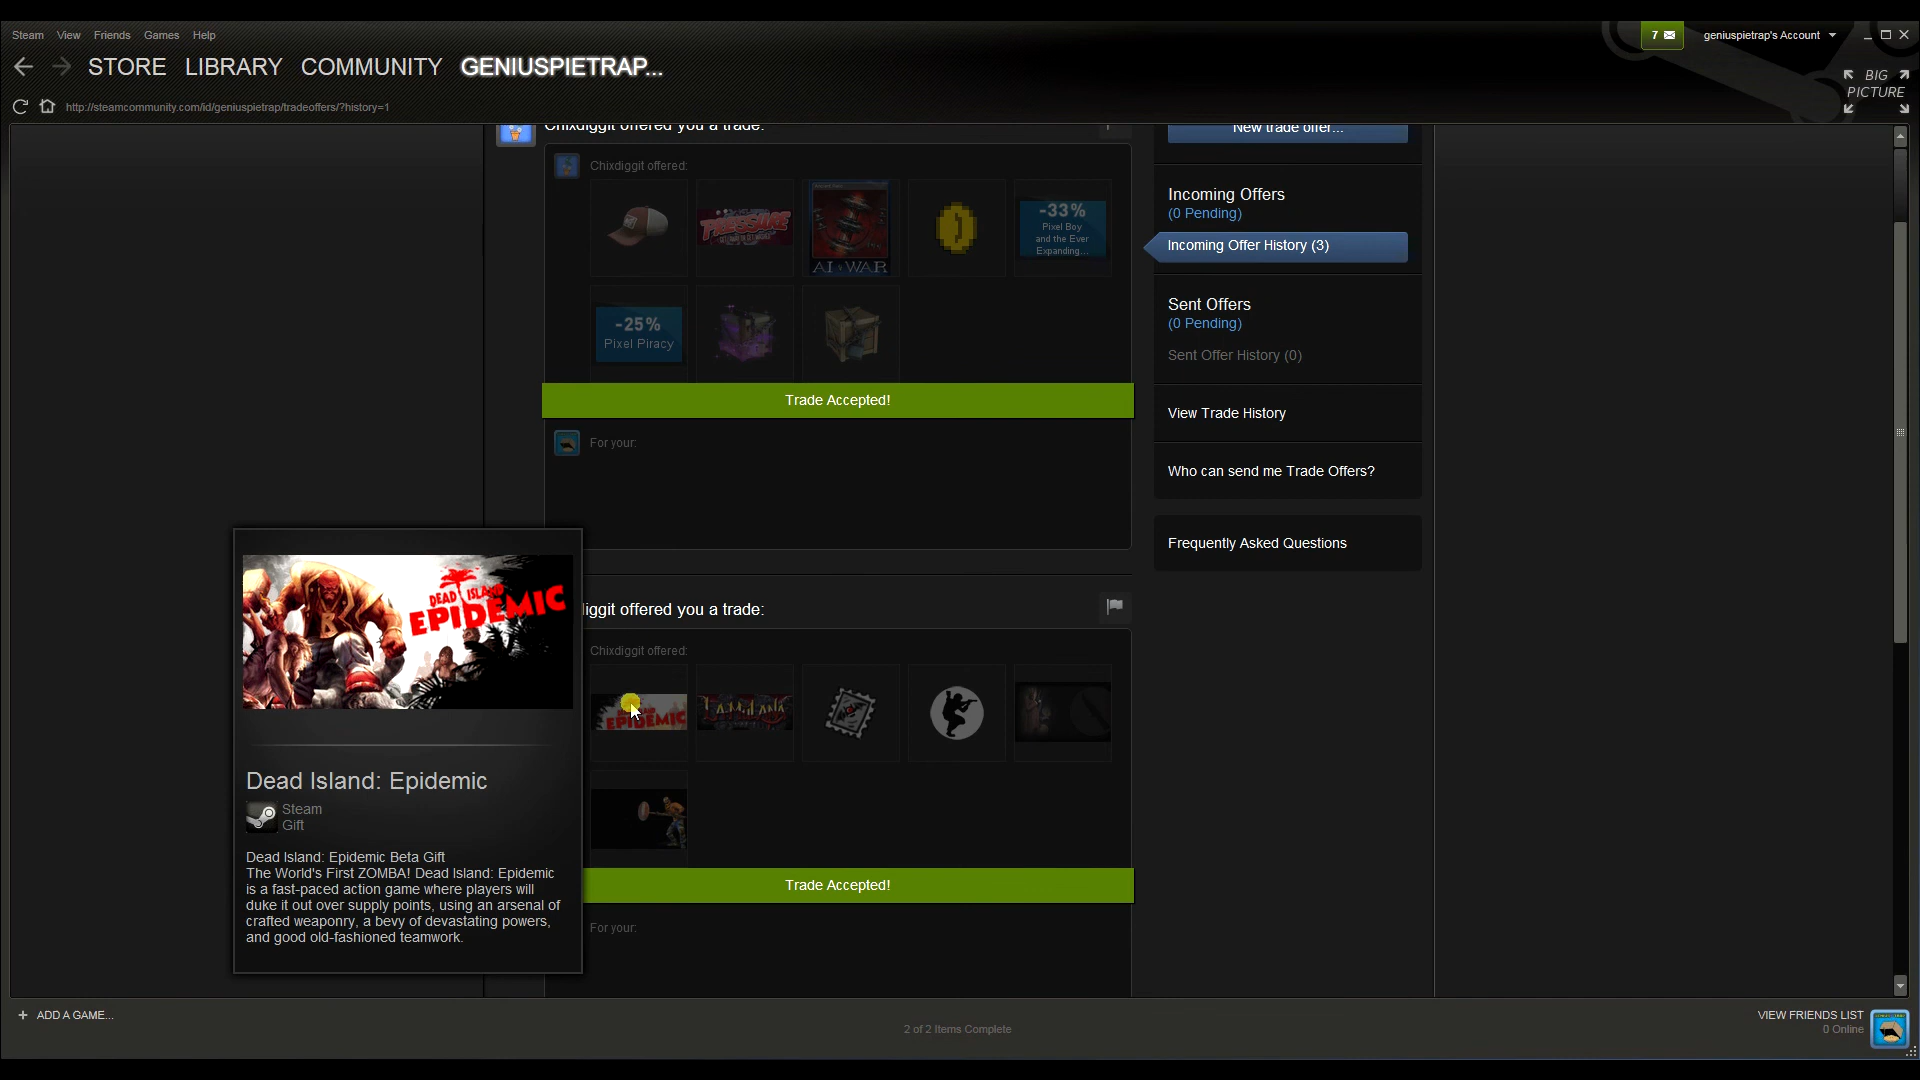 Steam View Friends Games Help
7
geniuspietrap's Account
STORE LIBRARY COMMUNITY GENIUSPIETRAP...
BIG
PICTURE
http://steamcommunity.com/id/geniuspietrap/tradeoffers/?history=1
Chixdiggit offered you a trade:
Chixdiggit offered:
PRESSURE
AI WAR
-33%
Pixel Boy
and the Ever
Expanding...
-25%
Pixel Piracy
Trade Accepted!
For your:
New trade offer...
Incoming Offers
(0 Pending)
Incoming Offer History (3)
Sent Offers
(0 Pending)
Sent Offer History (0)
View Trade History
Who can send me Trade Offers?
Frequently Asked Questions
iggit offered you a trade:
Chixdiggit offered:
EPIDEMIC
Trade Accepted!
For your:
DEAD ISLAND
EPIDEMIC
Dead Island: Epidemic
Steam
Gift
Dead Island: Epidemic Beta Gift
The World's First ZOMBA! Dead Island: Epidemic
is a fast-paced action game where players will
duke it out over supply points, using an arsenal of
crafted weaponry, a bevy of devastating powers,
and good old-fashioned teamwork.
+ ADD A GAME...
2 of 2 Items Complete
VIEW FRIENDS LIST
0 Online